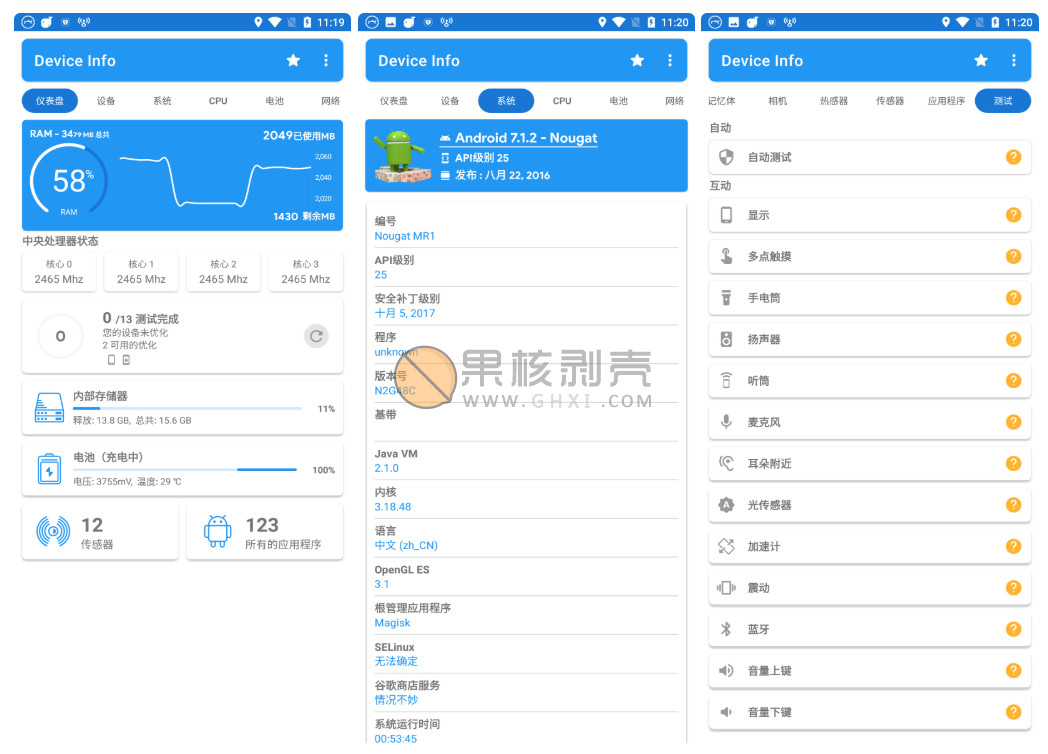 11:19
Device Info
仪表盘 设备 系统 CPU 电池 网络
RAM - 3479 MB 总共
2049已使用MB
58%
RAM
2,060
2,040
2,020
1430 剩余MB
中央处理器状态
核心 0 核心 1 核心 2 核心 3
2465 Mhz 2465 Mhz 2465 Mhz 2465 Mhz
0
0 /13 测试完成
您的设备未优化
2 可用的优化
内部存储器
11%
释放: 13.8 GB, 总共: 15.6 GB
电池（充电中）
100%
电压: 3755mV, 温度: 29 ℃
12
传感器
123
所有的应用程序
11:20
Device Info
仪表盘 设备 系统 CPU 电池 网络
Android 7.1.2 - Nougat
API级别 25
发布 : 八月 22, 2016
编号
Nougat MR1
API级别
25
安全补丁级别
十月 5, 2017
程序
unknown
版本号
N2G48C
基带
Java VM
2.1.0
内核
3.18.48
语言
中文 (zh_CN)
OpenGL ES
3.1
根管理应用程序
Magisk
SELinux
无法确定
谷歌商店服务
情况不妙
系统运行时间
00:53:45
果核剥壳
WWW.GHXI.COM
11:20
Device Info
记忆体 相机 热感器 传感器 应用程序 测试
自动
自动测试 ?
互动
显示 ?
多点触摸 ?
手电筒 ?
扬声器 ?
听筒 ?
麦克风 ?
耳朵附近 ?
光传感器 ?
加速计 ?
震动 ?
蓝牙 ?
音量上键 ?
音量下键 ?